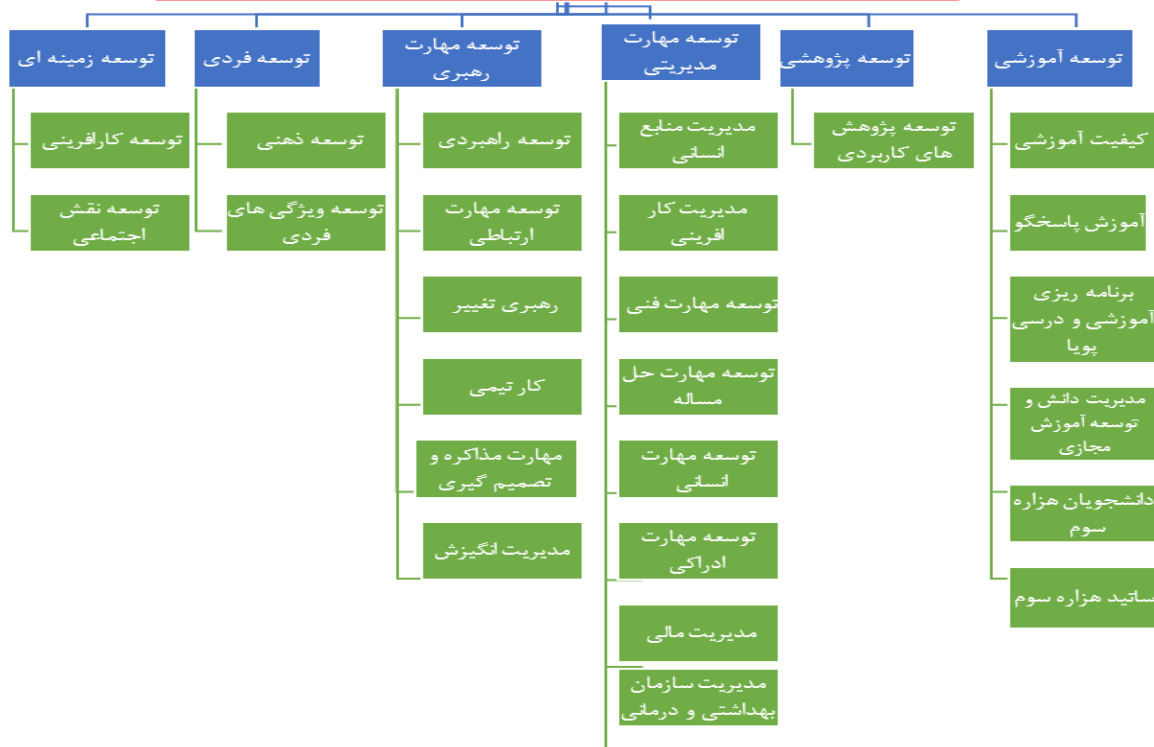 توسعه آموزشی
کیفیت آموزشی
آموزش پاسخگو
برنامه ریزی
آموزشی و درسی
پویا
مدیریت دانش و
توسعه آموزش
مجازی
دانشجویان هزاره
سوم
ساتید هزاره سوم
توسعه پژوهشی
توسعه پژوهش
های کاربردی
توسعه مهارت
مدیریتی
مدیریت منابع
انسانی
مدیریت کار
افرینی
توسعه مهارت فنی
توسعه مهارت حل
مساله
توسعه مهارت
انسانی
توسعه مهارت
ادراکی
مدیریت مالی
مدیریت سازمان
بهداشتی و درمانی
توسعه مهارت
رهبری
توسعه راهبردی
توسعه مهارت
ارتباطی
رهبری تغییر
کار تیمی
مهارت مذاکره و
تصمیم گیری
مدیریت انگیزش
توسعه فردی
توسعه ذهنی
توسعه ویژگی های
فردی
توسعه زمینه ای
توسعه کارافرینی
توسعه نقش
اجتماعی